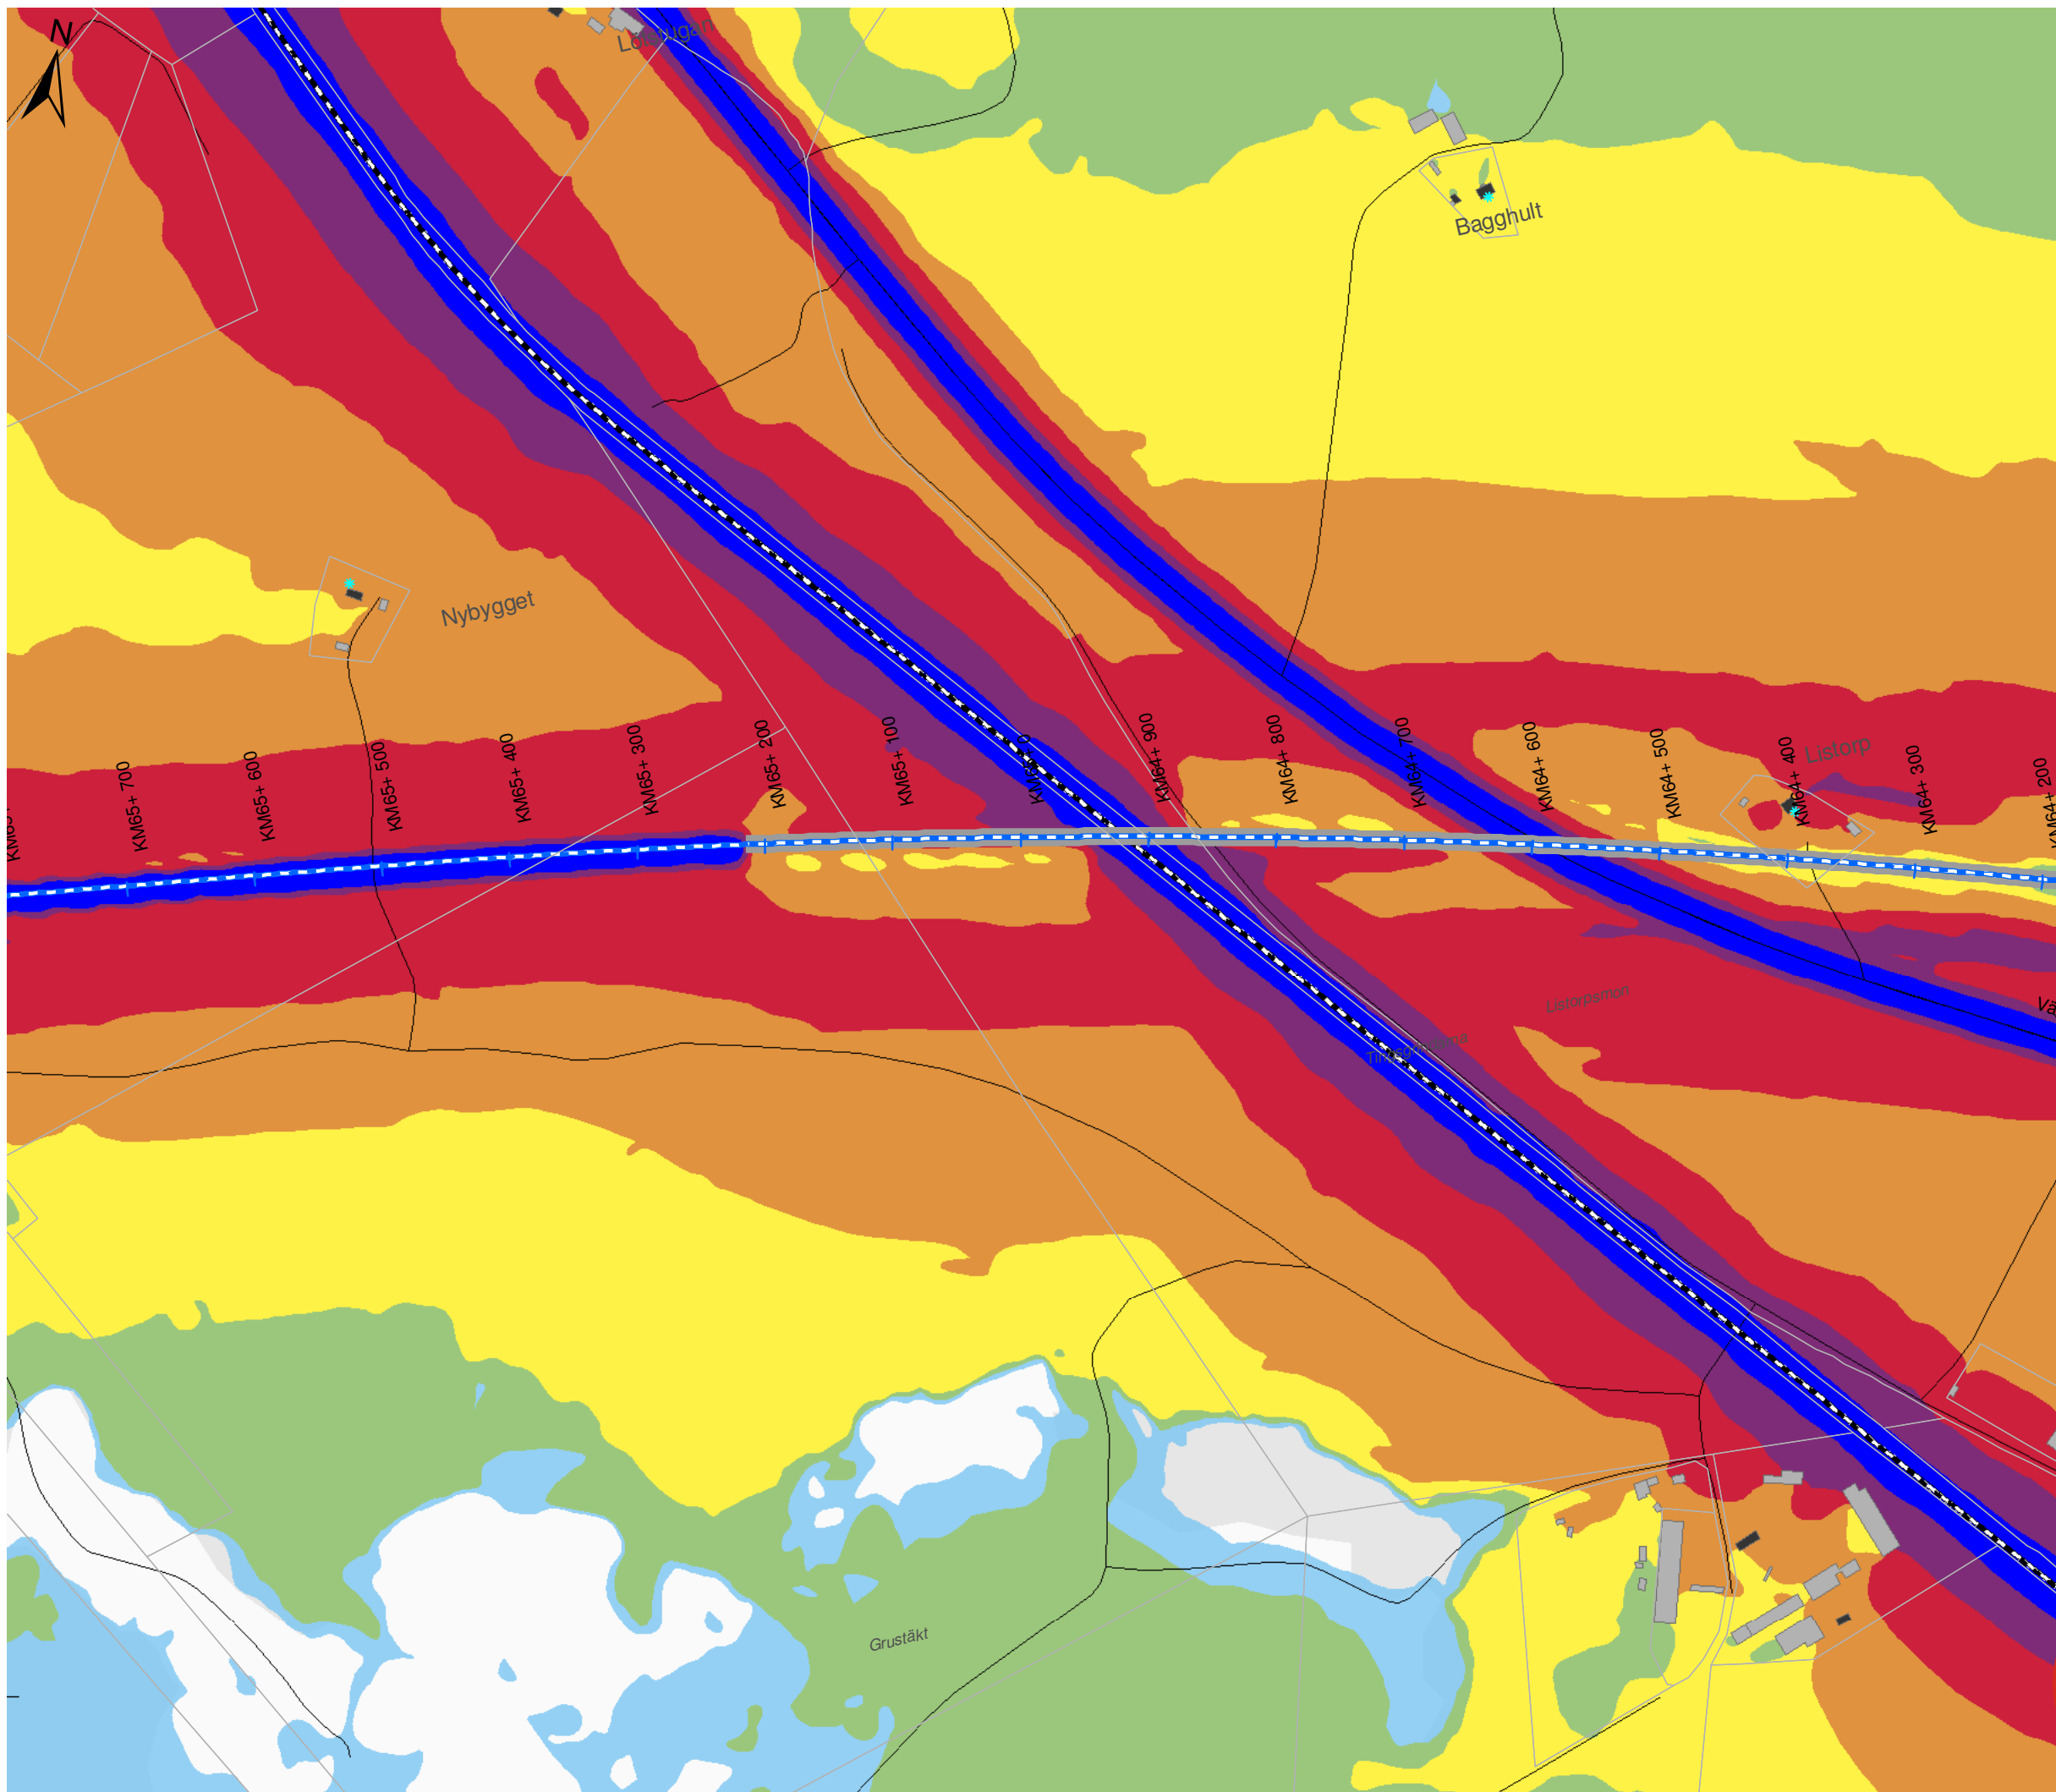 N
Bagghult
Nybygget
Listorp
KM65+ 700
KM65+ 600
KM65+ 500
KM65+ 400
KM65+ 300
KM65+ 200
KM65+ 100
KM64+ 900
KM64+ 800
KM64+ 700
KM64+ 600
KM64+ 500
KM64+ 400
KM64+ 300
KM64+ 200
Listorpsmon
Vä
Grustäkt